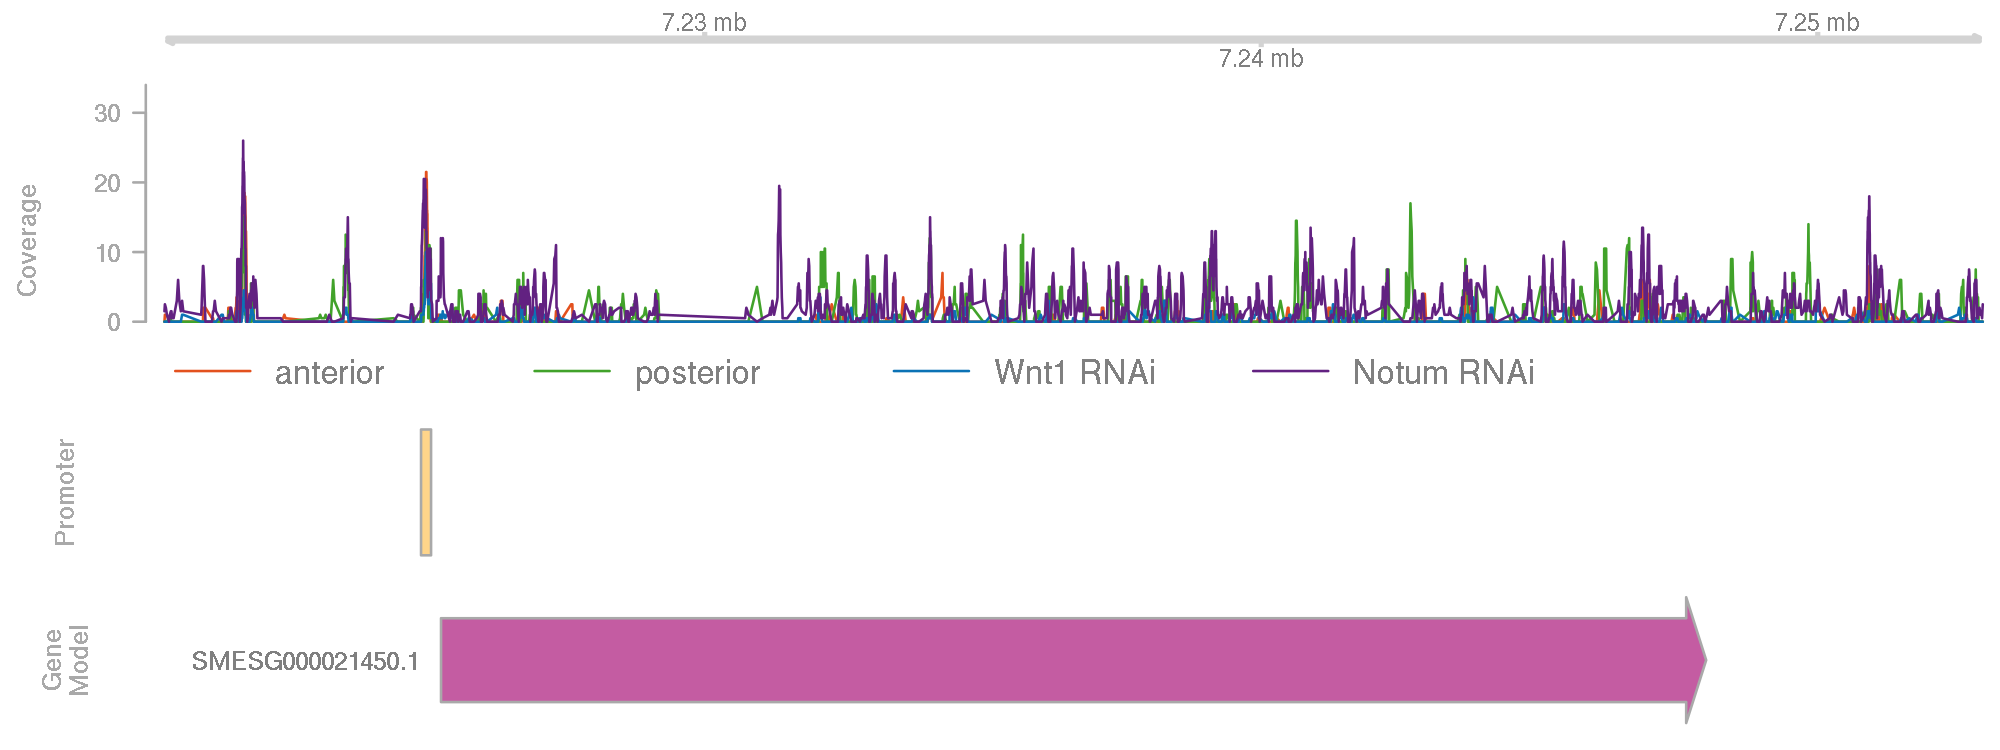 7.23 mb
7.25 mb
7.24 mb
Coverage
30
20
10
0
anterior
posterior
Wnt1 RNAi
Notum RNAi
Promoter
Gene
Model
SMESG000021450.1